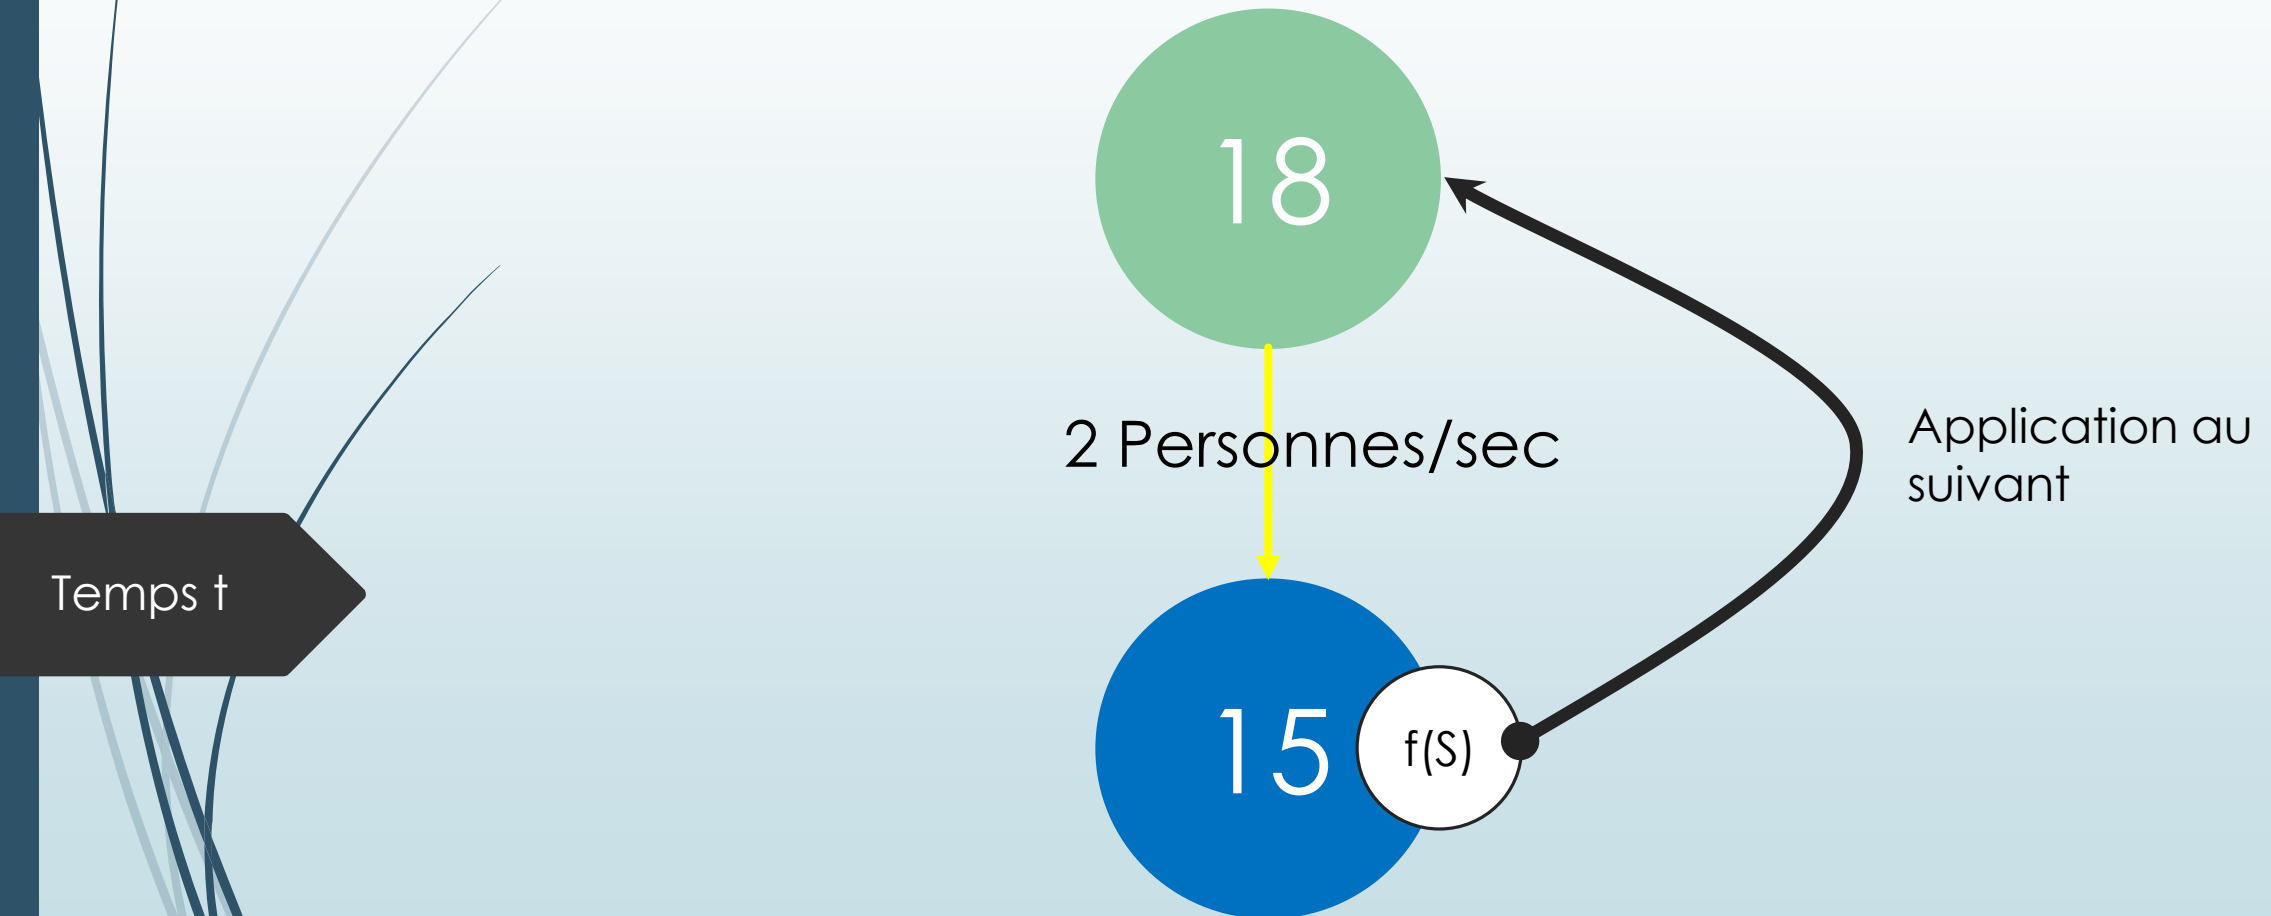 18
2 Personnes/sec
Application au
suivant
Temps t
15
f(S)